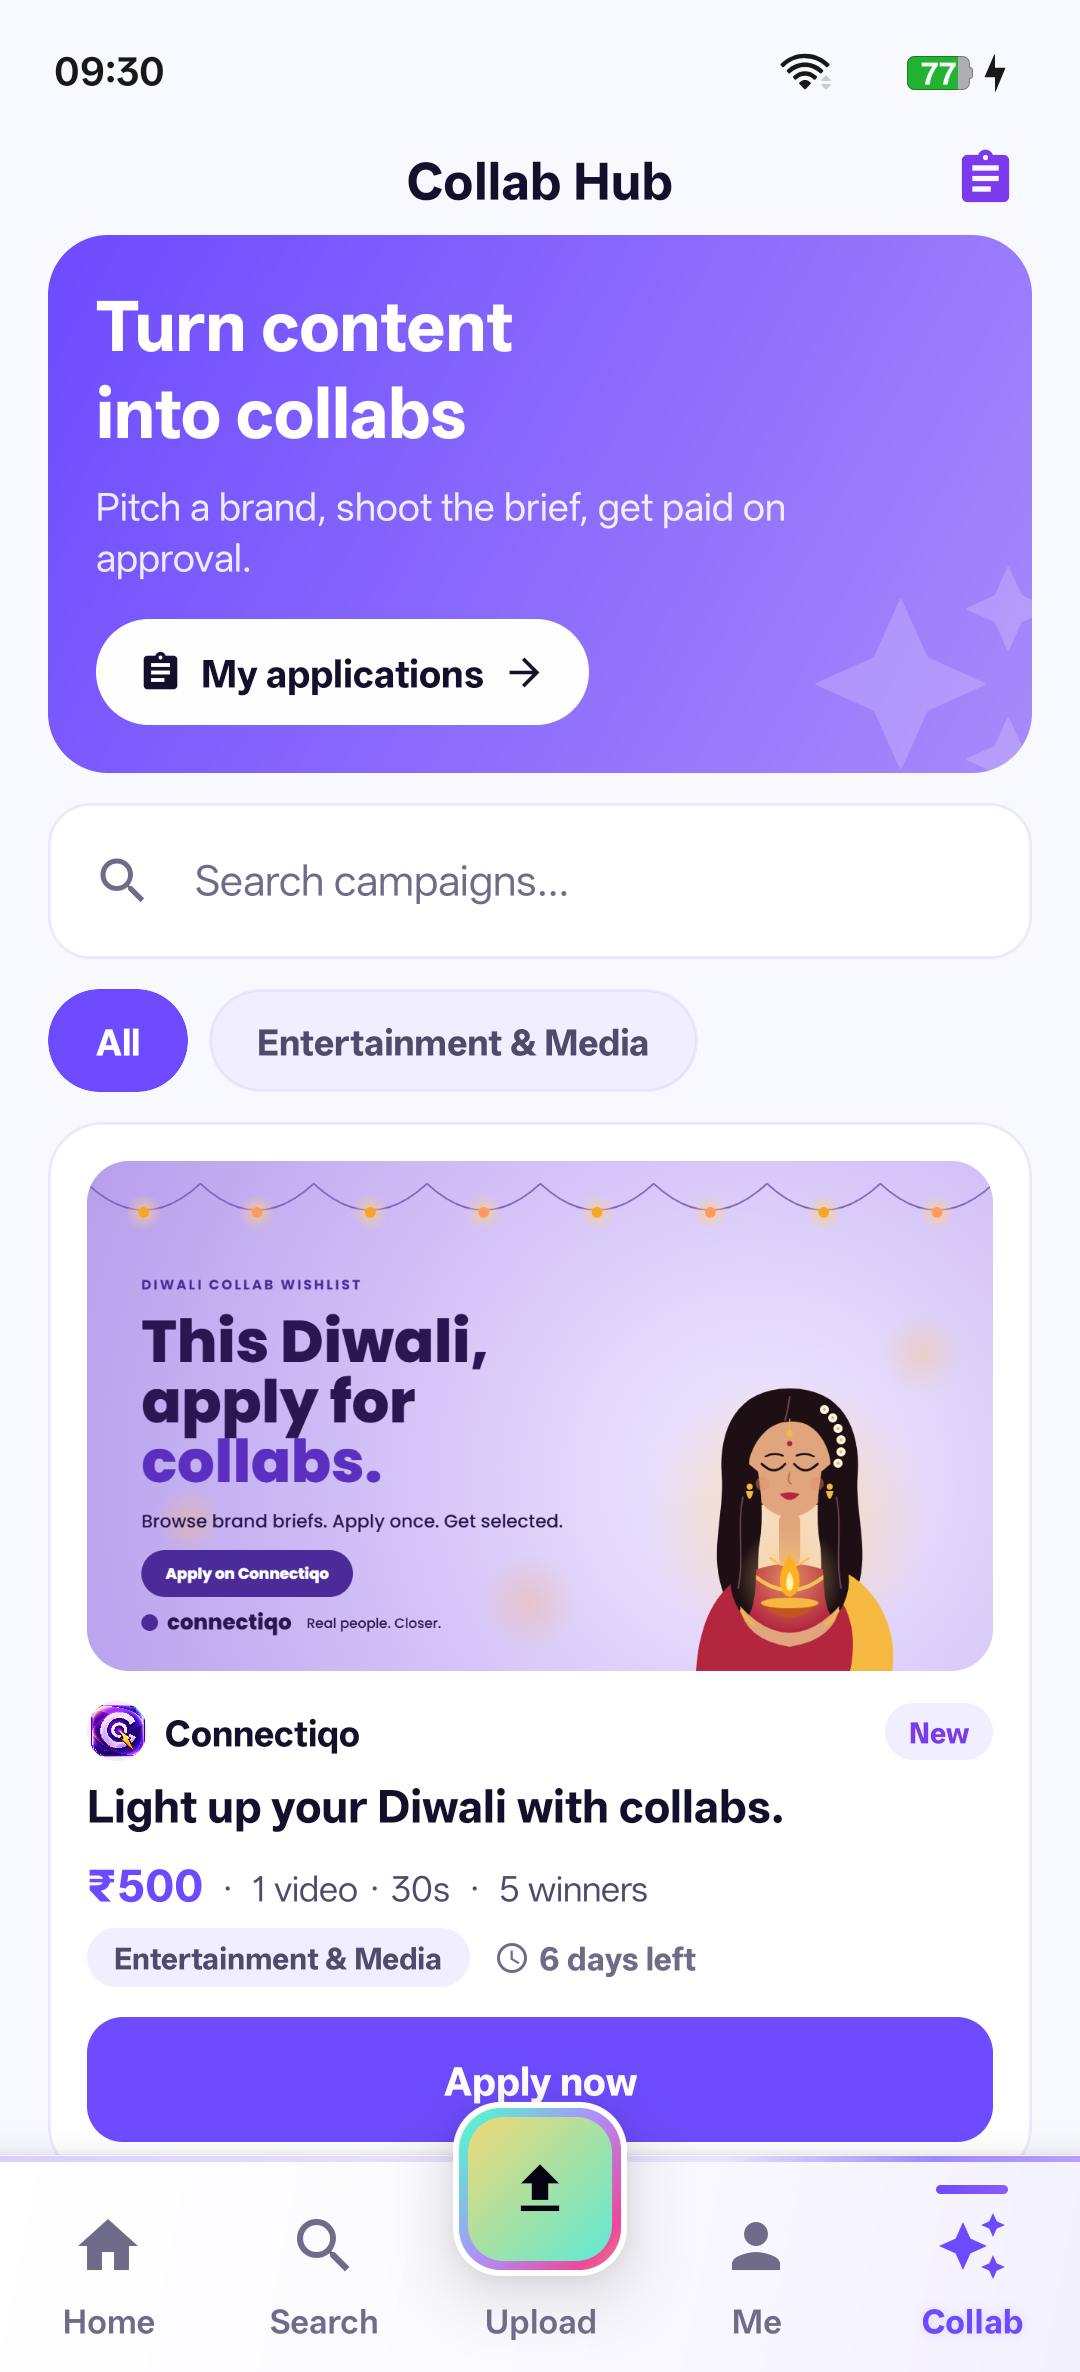 09:30
77
Collab Hub
Turn content
into collabs
Pitch a brand, shoot the brief, get paid on
approval.
My applications
Search campaigns...
All
Entertainment & Media
DIWALI COLLAB WISHLIST
This Diwali,
apply for
collabs.
Browse brand briefs. Apply once. Get selected.
Apply on Connectiqo
connectiqo Real people. Closer.
Connectiqo
New
Light up your Diwali with collabs.
₹500 · 1 video · 30s · 5 winners
Entertainment & Media
6 days left
Apply now
Home
Search
Upload
Me
Collab